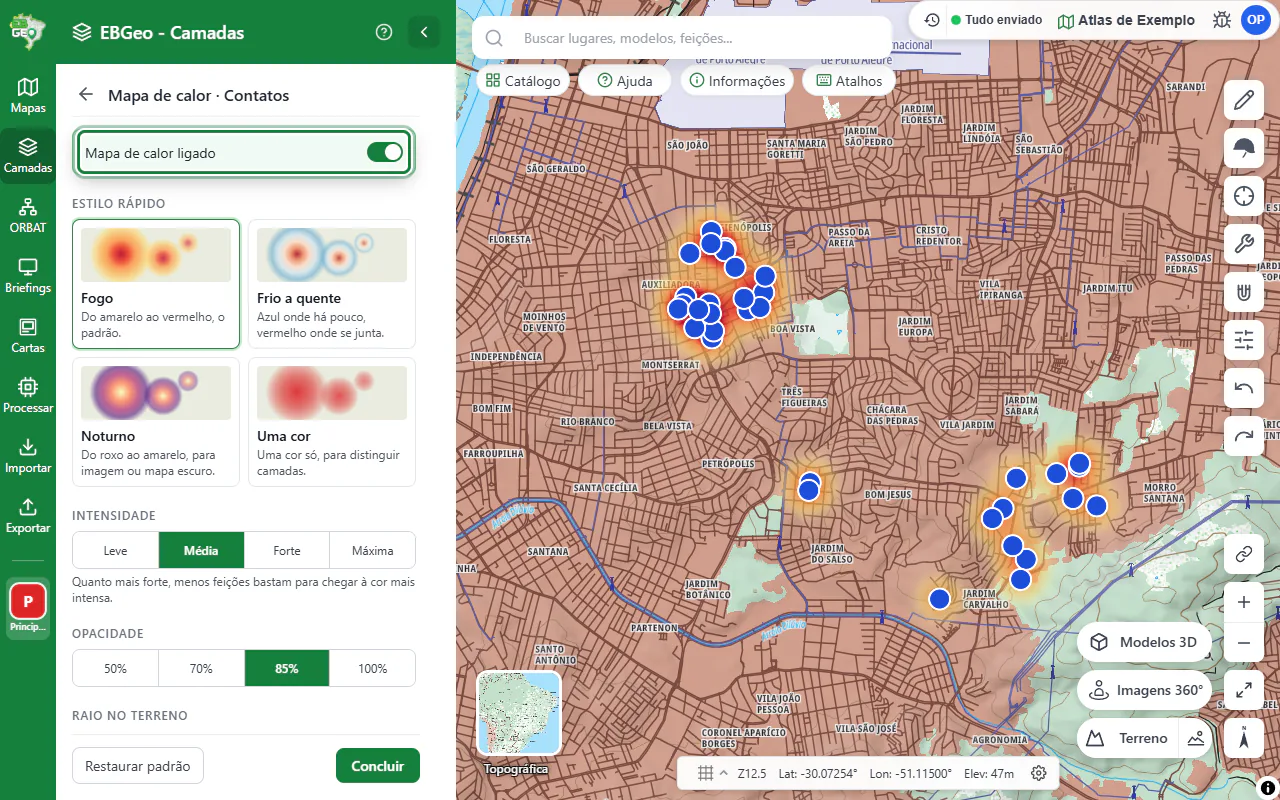 EB
GEO
EBGeo - Camadas
Mapas
Camadas
ORBAT
Briefings
Cartas
Processar
Importar
Exportar
P
Princip...
Mapa de calor · Contatos
Mapa de calor ligado
ESTILO RÁPIDO
Fogo
Do amarelo ao vermelho, o
padrão.
Frio a quente
Azul onde há pouco,
vermelho onde se junta.
Noturno
Do roxo ao amarelo, para
imagem ou mapa escuro.
Uma cor
Uma cor só, para distinguir
camadas.
INTENSIDADE
Leve
Média
Forte
Máxima
Quanto mais forte, menos feições bastam para chegar à cor mais
intensa.
OPACIDADE
50%
70%
85%
100%
RAIO NO TERRENO
Restaurar padrão
Concluir
Buscar lugares, modelos, feições...
Tudo enviado
Atlas de Exemplo
OP
Catálogo
Ajuda
Informações
Atalhos
nacional
de Porto Alegre
de Porto Alegre
SARANDI
JARDIM
FLORESTA
JARDIM
LINDÓIA
SÃO
SEBASTIÃO
JARDIM
SÃO PEDRO
SÃO JOÃO
SANTA MARIA
GORETTI
SÃO GERALDO
FLORESTA
PASSO DA
AREIA
CRISTO
REDENTOR
PASSO DAS
PEDRAS
AUXILIADORA
VILA
IPIRANGA
JARDIM ITU
MOINHOS
DE VENTO
BOA VISTA
JARDIM
EUROPA
INDEPENDÊNCIA
MONTSERRAT
TRÊS
FIGUEIRAS
BOM FIM
RIO BRANCO
BELA VISTA
CHÁCARA
DAS PEDRAS
VILA JARDIM
JARDIM
SABARÁ
FARROUPILHA
PETRÓPOLIS
SANTA CECÍLIA
BOM JESUS
MORRO
SANTANA
SANTANA
JARDIM
DO SALSO
JARDIM
BOTÂNICO
JARDIM
CARVALHO
PARTENON
SANTO
ANTÔNIO
VILA JOÃO
PESSOA
VILA SÃO JOSÉ
CORONEL APARÍCIO
BORGES
AGRONOMIA
Modelos 3D
Imagens 360°
Terreno
N
Topográfica
Z12.5
Lat: -30.07254°
Lon: -51.11500°
Elev: 47m